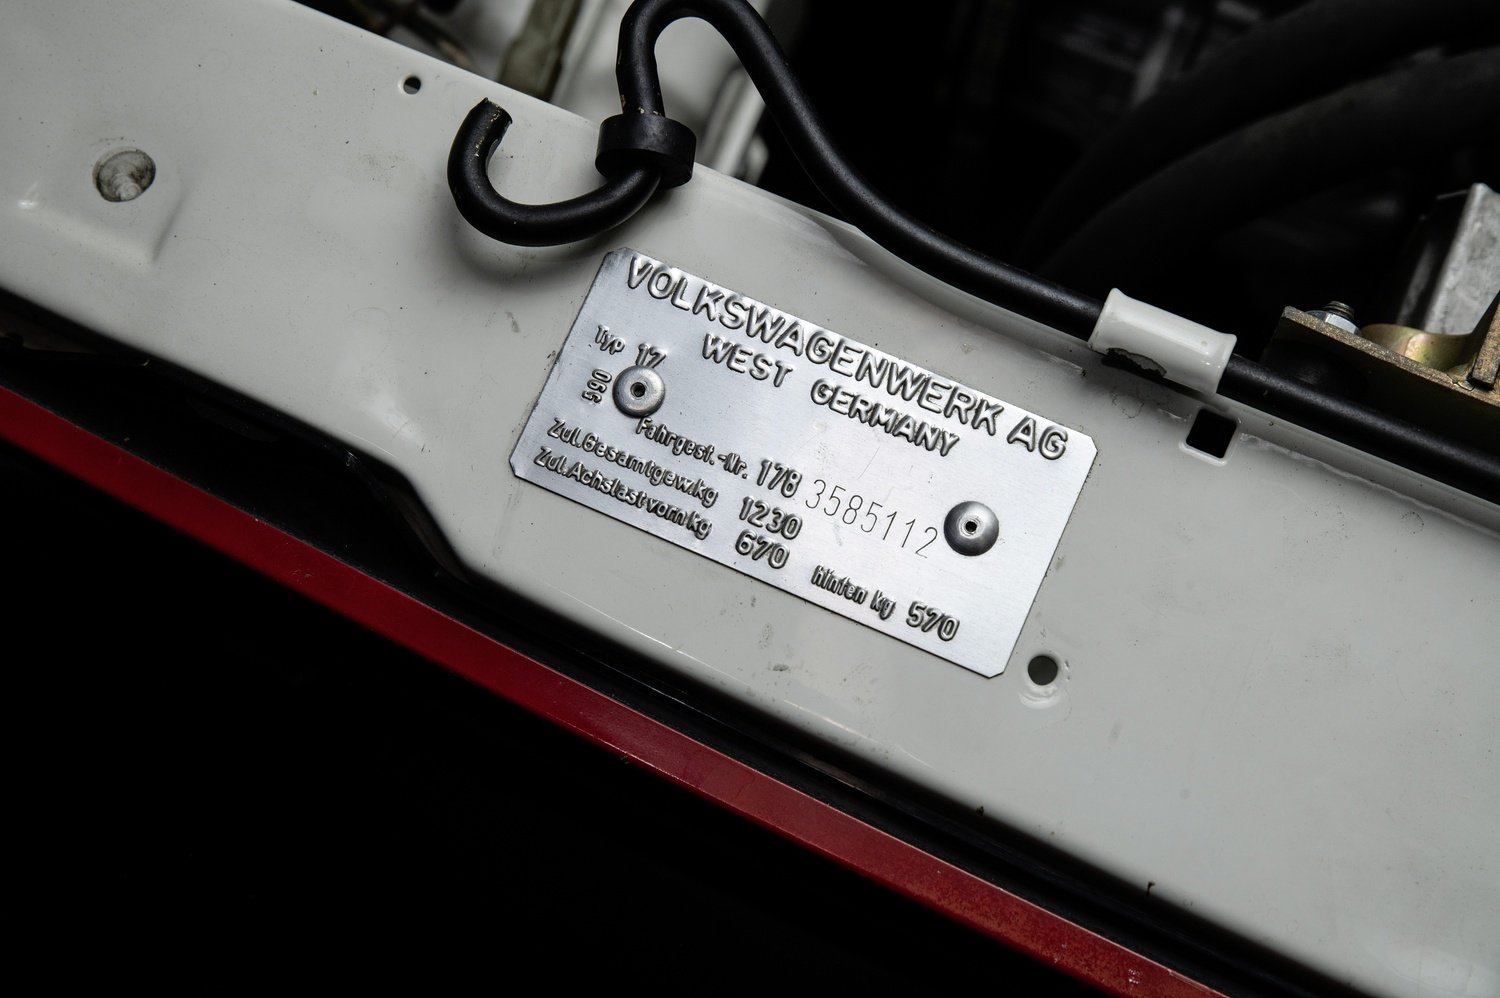 VOLKSWAGENWERK AG
WEST GERMANY
Typ 17
590
Fahrgest.-Nr. 178 3585112
Zul.Gesamtgew.kg 1230
Zul.Achslast vorn kg 670 hinten kg 570